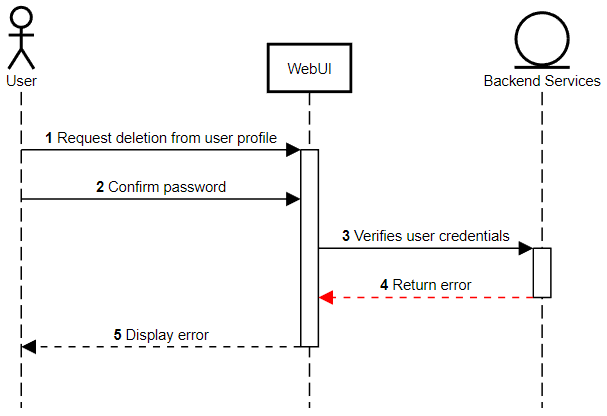 User
WebUI
Backend Services
1 Request deletion from user profile
2 Confirm password
3 Verifies user credentials
4 Return error
5 Display error